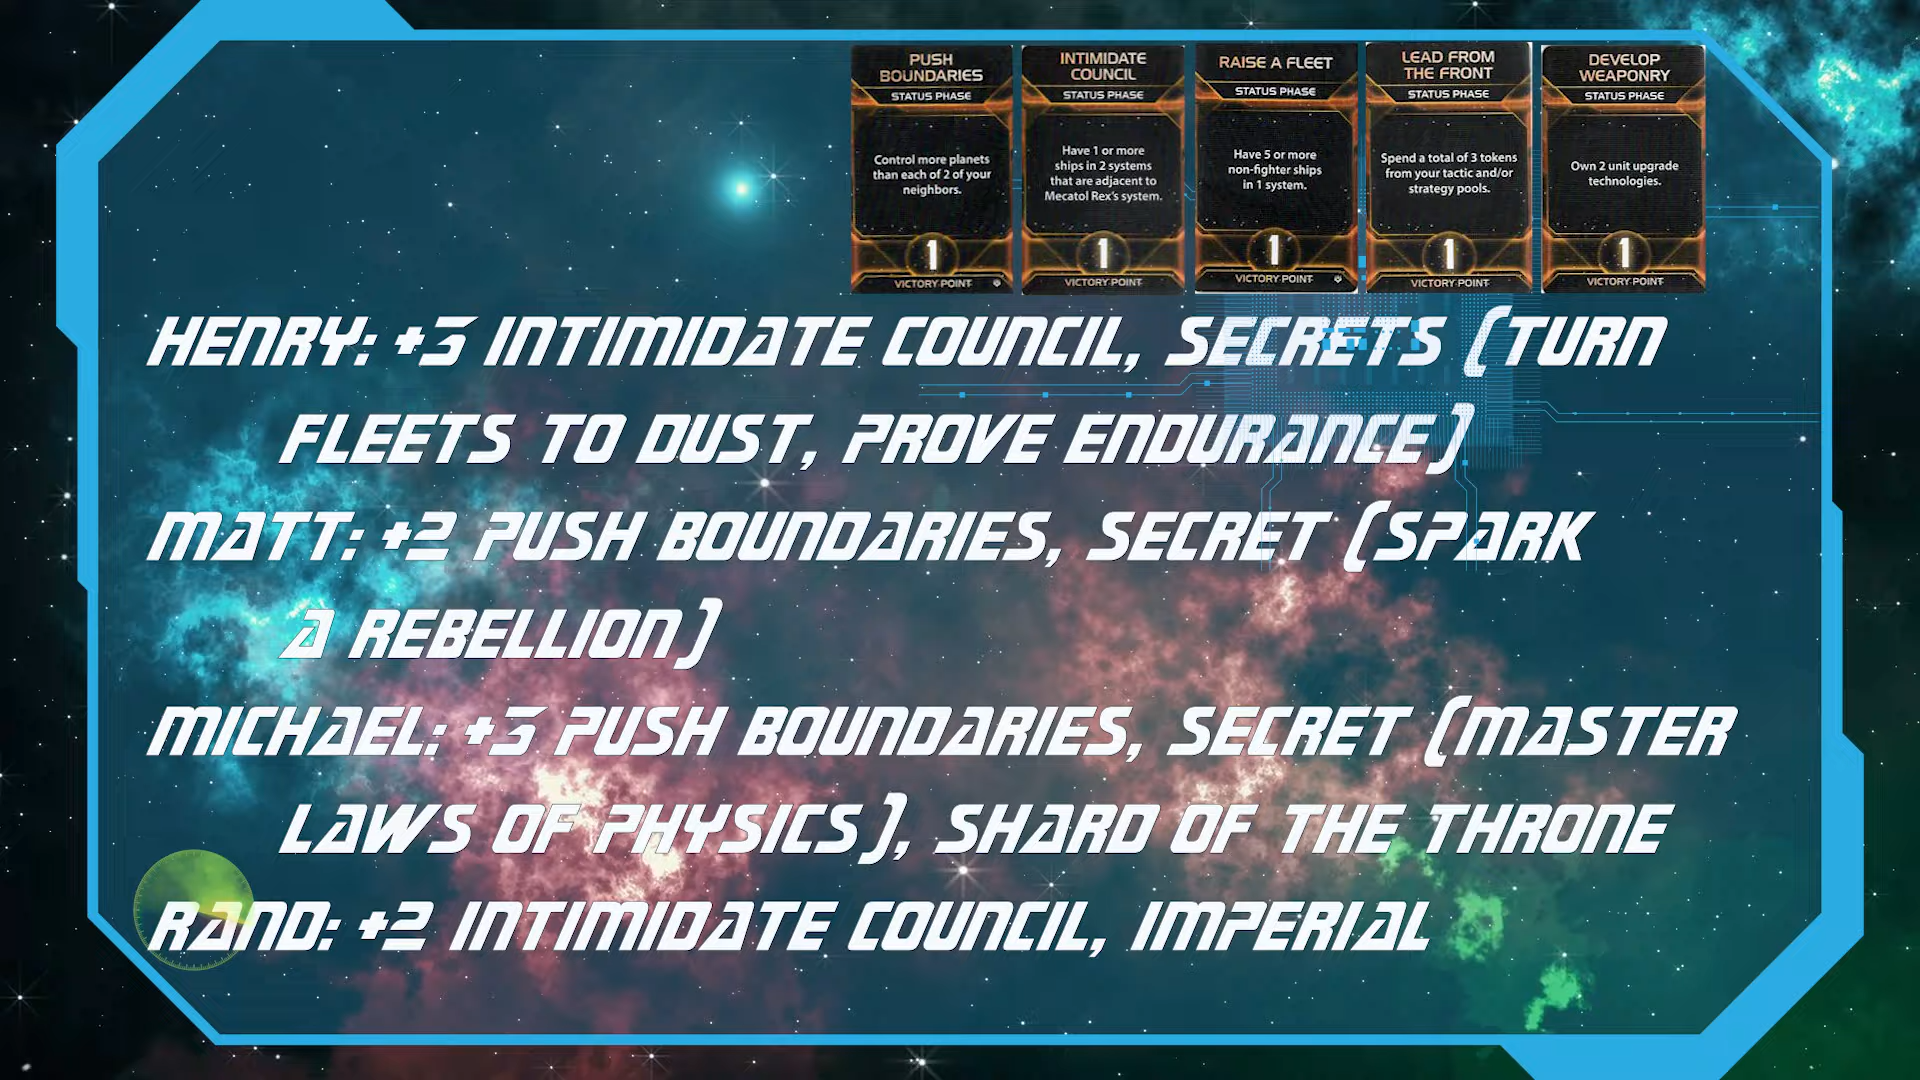 PUSH
BOUNDARIES
STATUS PHASE
Control more planets
than each of 2 of your
neighbors.
1
VICTORY POINT
INTIMIDATE
COUNCIL
STATUS PHASE
Have 1 or more
ships in 2 systems
that are adjacent to
Mecatol Rex's system.
1
VICTORY POINT
RAISE A FLEET
STATUS PHASE
Have 5 or more
non-fighter ships
in 1 system.
1
VICTORY POINT
LEAD FROM
THE FRONT
STATUS PHASE
Spend a total of 3 tokens
from your tactic and/or
strategy pools.
1
VICTORY POINT
DEVELOP
WEAPONRY
STATUS PHASE
Own 2 unit upgrade
technologies.
1
VICTORY POINT
HENRY: +3 INTIMIDATE COUNCIL, SECRETS (TURN
FLEETS TO DUST, PROVE ENDURANCE)
MATT: +2 PUSH BOUNDARIES, SECRET (SPARK
A REBELLION)
MICHAEL: +3 PUSH BOUNDARIES, SECRET (MASTER
LAWS OF PHYSICS), SHARD OF THE THRONE
RAND: +2 INTIMIDATE COUNCIL, IMPERIAL